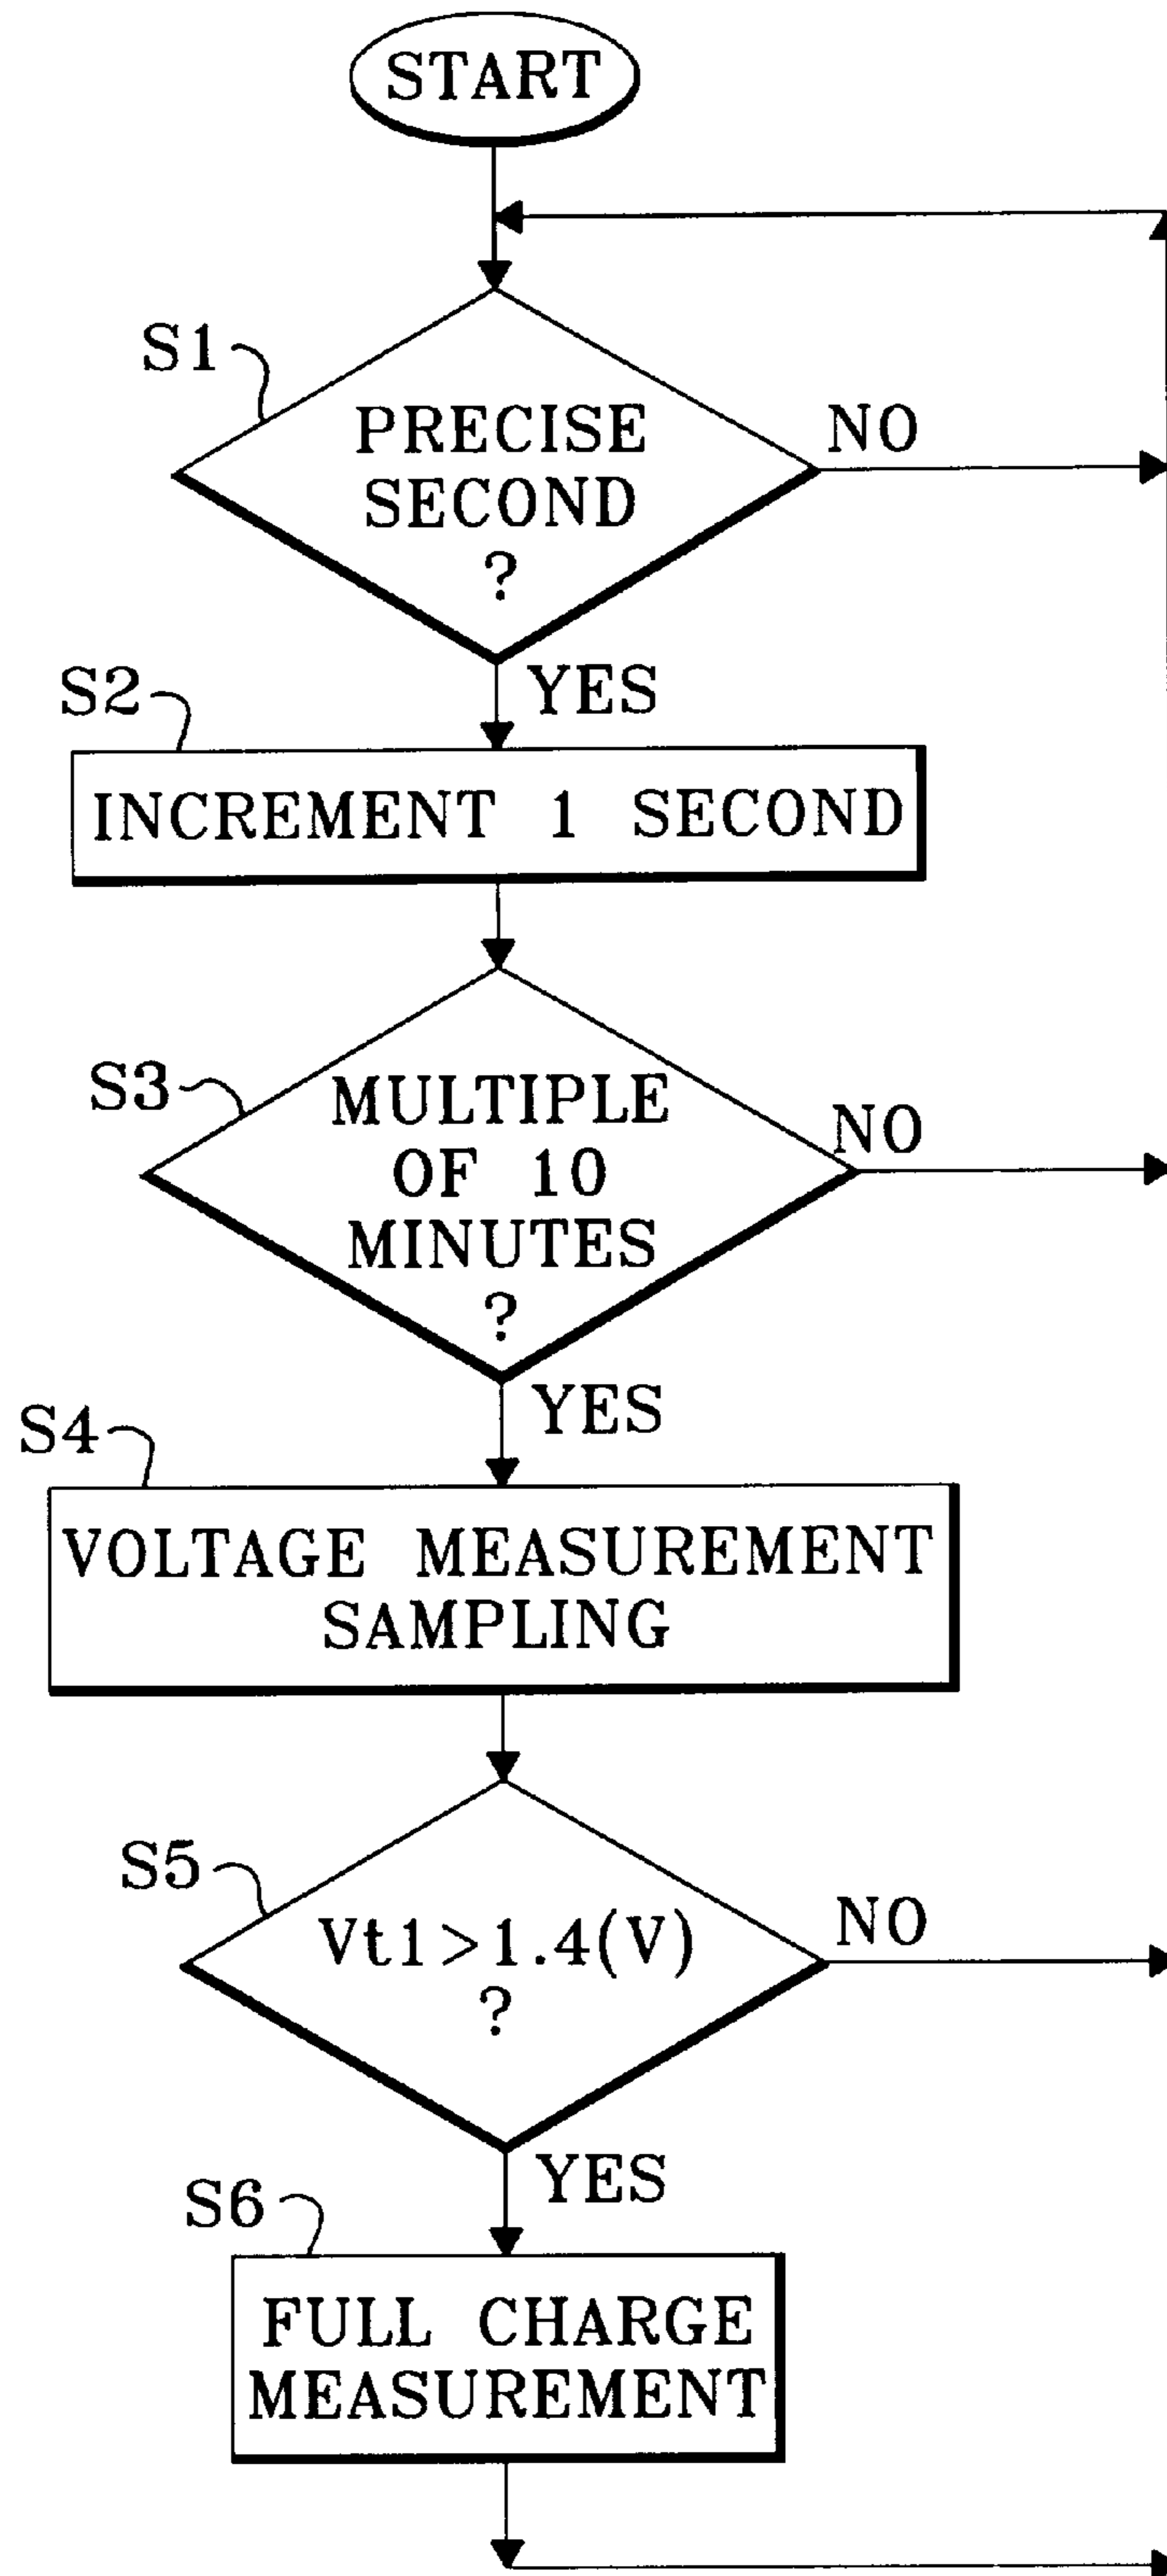 START
S1
PRECISE
SECOND
?
NO
YES
S2
INCREMENT 1 SECOND
S3
MULTIPLE
OF 10
MINUTES
?
NO
YES
S4
VOLTAGE MEASUREMENT
SAMPLING
S5
Vt1>1.4(V)
?
NO
YES
S6
FULL CHARGE
MEASUREMENT